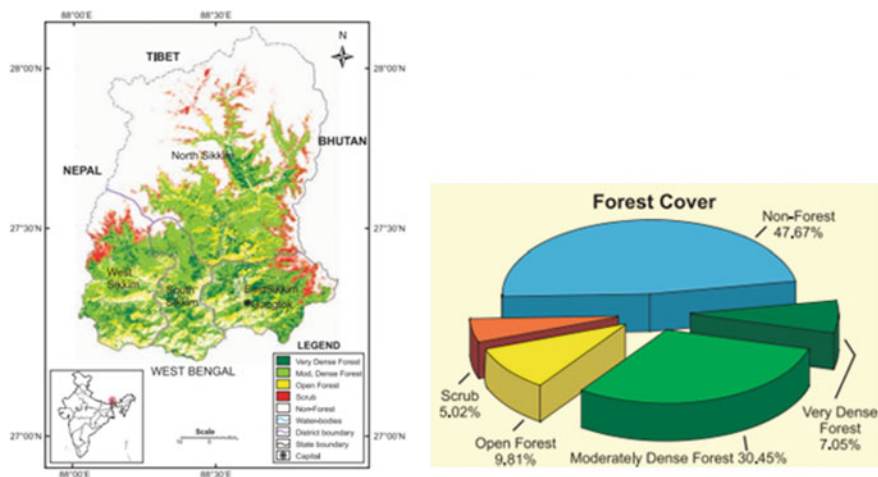 88°00'E
88°30'E
N
TIBET
28°00'N
28°00'N
BHUTAN
North Sikkim
NEPAL
27°30'N
27°30'N
West
Sikkim
South
Sikkim
East Sikkim
Gangtok
LEGEND
Very Dense Forest
Mod. Dense Forest
Open Forest
Scrub
Non-Forest
Water-bodies
District boundary
State boundary
Capital
WEST BENGAL
Scale
27°00'N
27°00'N
88°00'E
88°30'E
Forest Cover
Non-Forest
47.67%
Scrub
5.02%
Open Forest
9.81%
Moderately Dense Forest 30.45%
Very Dense
Forest
7.05%